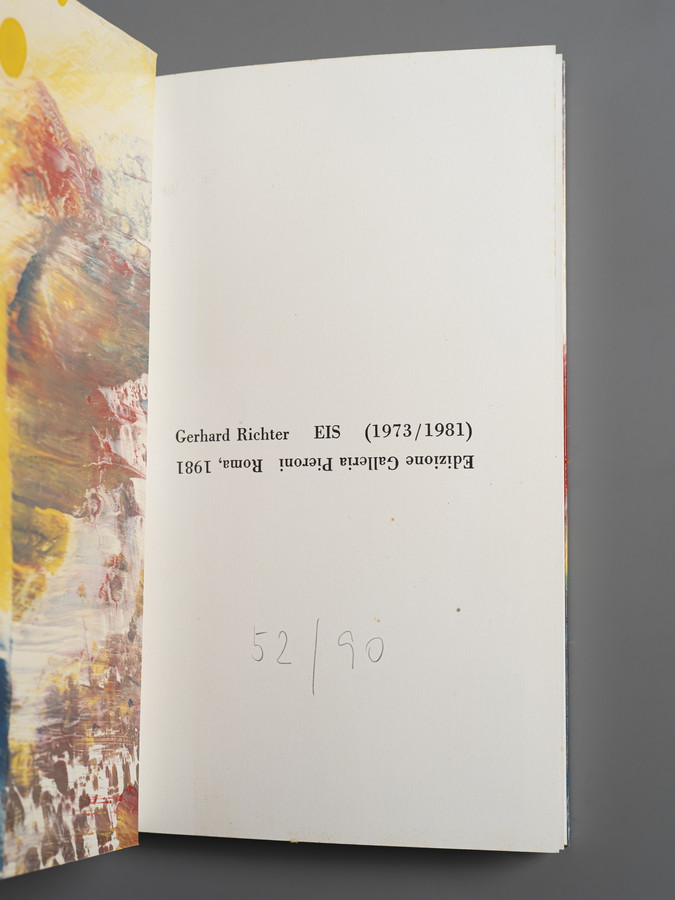 Gerhard Richter EIS (1973/1981)
Edizione Galleria Pieroni Roma, 1981
52/90